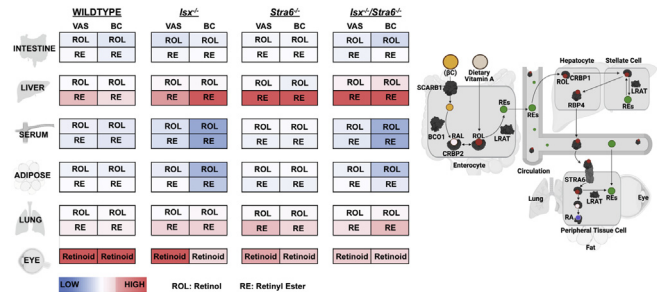 WILDTYPE Isx-/- Stra6-/- Isx-/-/Stra6-/-
VAS BC VAS BC VAS BC VAS BC
INTESTINE
ROL ROL ROL ROL ROL ROL ROL ROL
RE RE RE RE RE RE RE RE
LIVER
ROL ROL ROL ROL ROL ROL ROL ROL
RE RE RE RE RE RE RE RE
SERUM
ROL ROL ROL ROL ROL ROL ROL ROL
RE RE RE RE RE RE RE RE
ADIPOSE
ROL ROL ROL ROL ROL ROL ROL ROL
RE RE RE RE RE RE RE RE
LUNG
ROL ROL ROL ROL ROL ROL ROL ROL
RE RE RE RE RE RE RE RE
EYE
Retinoid Retinoid Retinoid Retinoid Retinoid Retinoid Retinoid Retinoid
LOW HIGH
ROL: Retinol RE: Retinyl Ester
(βC)
Dietary
Vitamin A
SCARB1
BCO1
RAL
CRBP2
ROL
LRAT
REs
Enterocyte
REs
Circulation
Hepatocyte
Stellate Cell
ROL
CRBP1
LRAT
REs
RBP4
STRA6
LRAT
REs
RA
Lung
Eye
Peripheral Tissue Cell
Fat